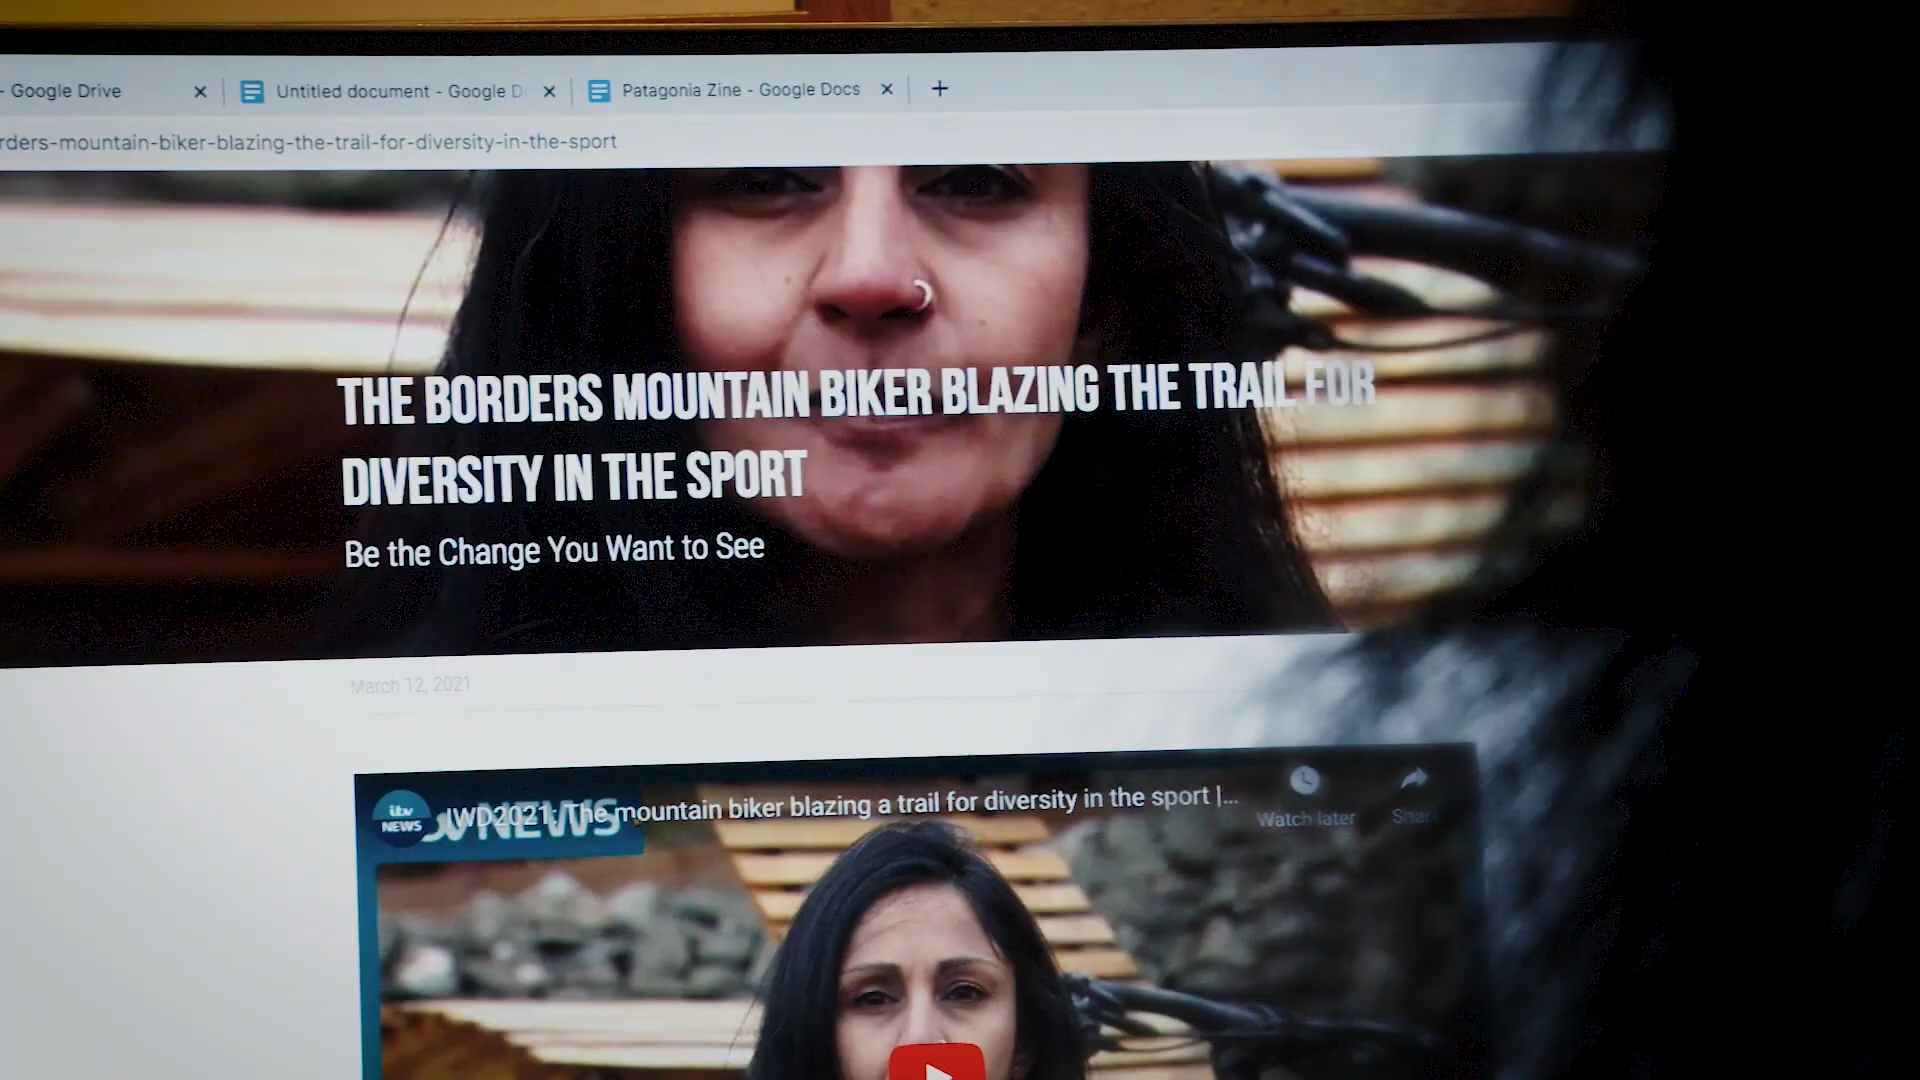 - Google Drive
Untitled document - Google D
Patagonia Zine - Google Docs
rders-mountain-biker-blazing-the-trail-for-diversity-in-the-sport
THE BORDERS MOUNTAIN BIKER BLAZING THE TRAIL FOR
DIVERSITY IN THE SPORT
Be the Change You Want to See
March 12, 2021
itv
NEWS
NEWS
IWD2021: The mountain biker blazing a trail for diversity in the sport |...
Watch later
Share